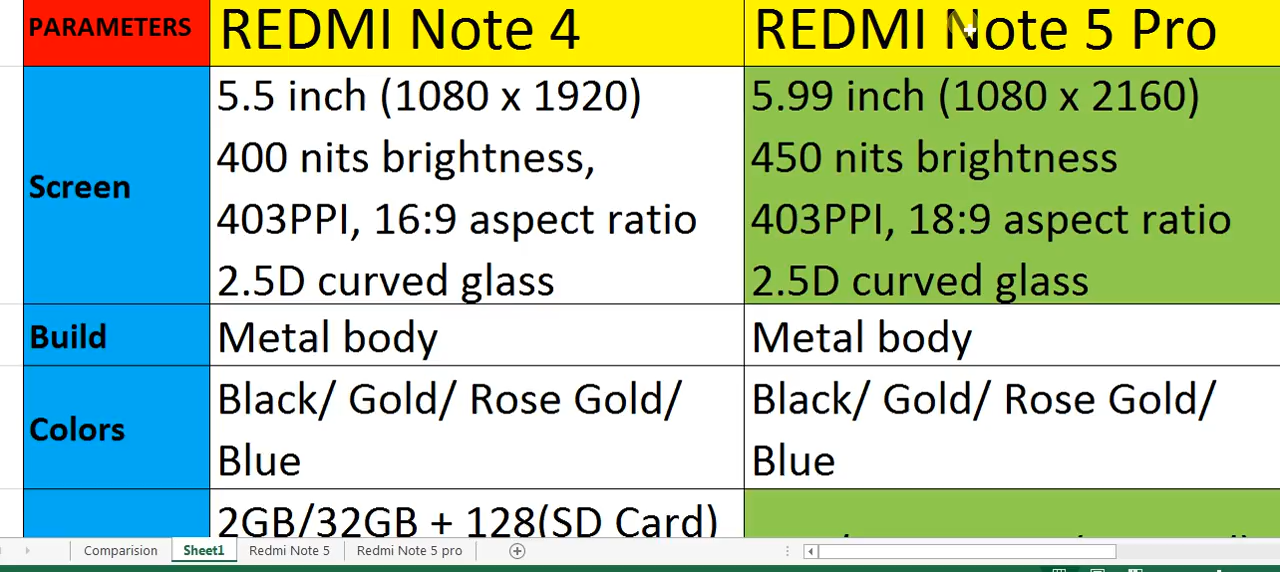 PARAMETERS REDMI Note 4 REDMI Note 5 Pro
Screen
5.5 inch (1080 x 1920)
400 nits brightness,
403PPI, 16:9 aspect ratio
2.5D curved glass
5.99 inch (1080 x 2160)
450 nits brightness
403PPI, 18:9 aspect ratio
2.5D curved glass
Build Metal body Metal body
Colors
Black/ Gold/ Rose Gold/
Blue
Black/ Gold/ Rose Gold/
Blue
2GB/32GB + 128(SD Card)
Comparision Sheet1 Redmi Note 5 Redmi Note 5 pro